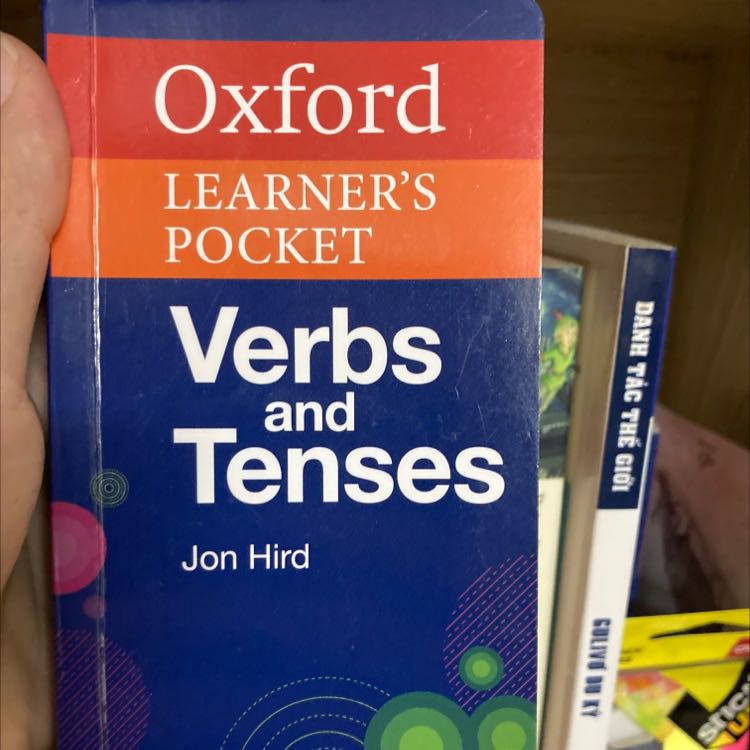 Oxford
LEARNER'S
POCKET
Verbs
and
Tenses
Jon Hird
DANH TÁC THẾ GIỚI
GULIVƠ DU KÝ